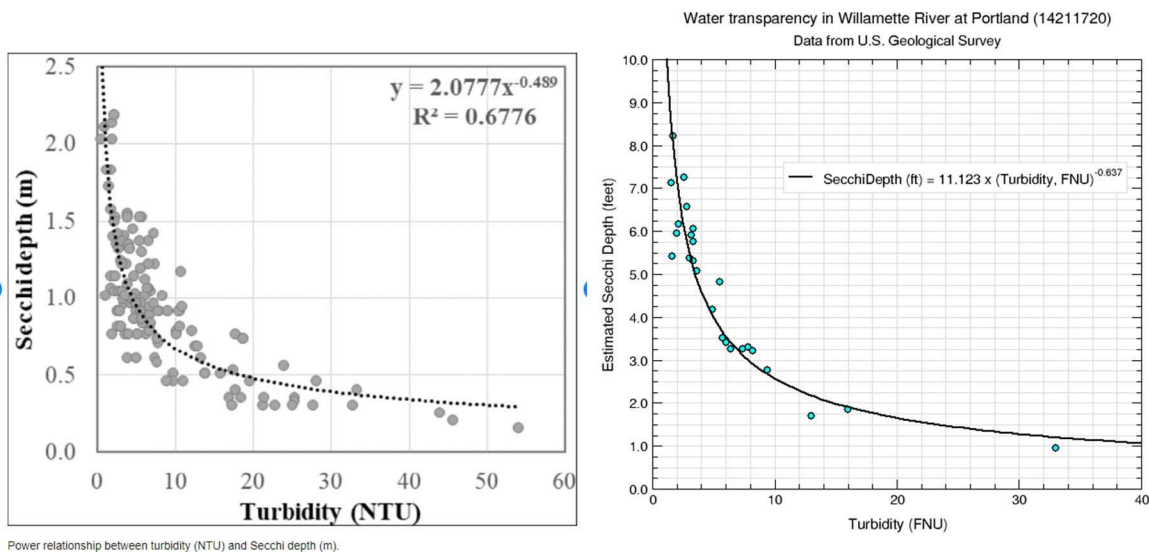 2.5
2.0
1.5
1.0
0.5
0.0
Secchidepth (m)
y = 2.0777x^-0.489
R² = 0.6776
0 10 20 30 40 50 60
Turbidity (NTU)
Power relationship between turbidity (NTU) and Secchi depth (m).
Water transparency in Willamette River at Portland (14211720)
Data from U.S. Geological Survey
10.0
9.0
8.0
7.0
6.0
5.0
4.0
3.0
2.0
1.0
0.0
Estimated Secchi Depth (feet)
SecchiDepth (ft) = 11.123 x (Turbidity, FNU)^-0.637
0 10 20 30 40
Turbidity (FNU)